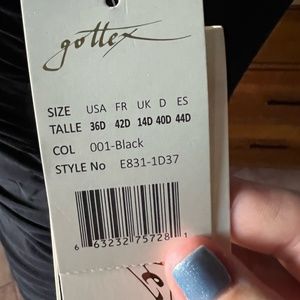 gottex
SIZE USA FR UK D ES
TALLE 36D 42D 14D 40D 44D
COL 001-Black
STYLE No E831-1D37
6 63232 75728 1